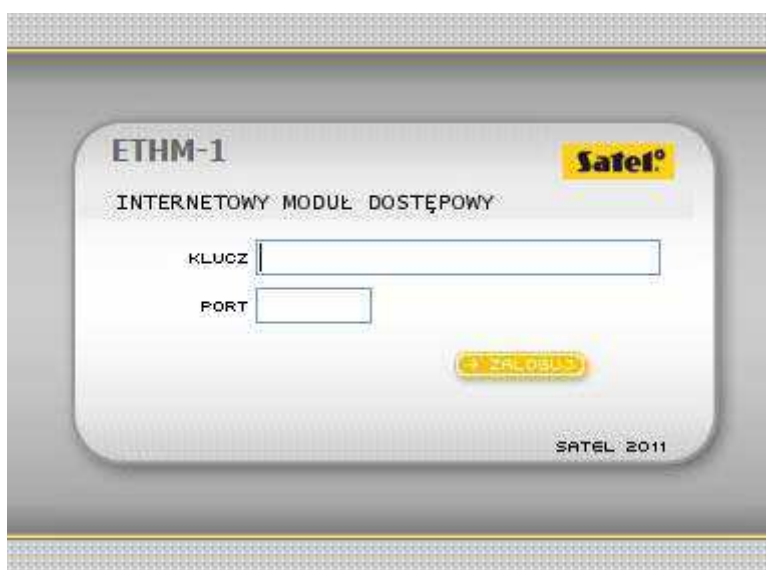 ETHM-1
Satel®
INTERNETOWY MODUŁ DOSTĘPOWY
KLUCZ
PORT
→ ZALOGUJ
SATEL 2011